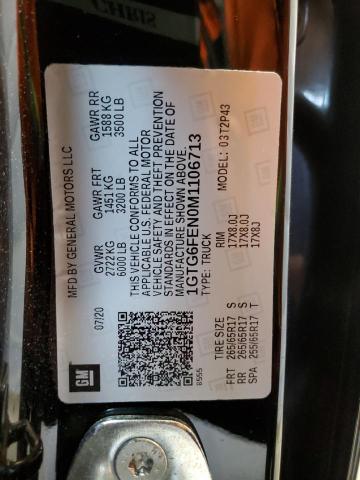 CHRIS
MFD BY GENERAL MOTORS LLC
07/20
GVWR GAWR FRT GAWR RR
2722 KG 1451 KG 1588 KG
6000 LB 3200 LB 3500 LB
THIS VEHICLE CONFORMS TO ALL
APPLICABLE U.S. FEDERAL MOTOR
VEHICLE SAFETY AND THEFT PREVENTION
STANDARDS IN EFFECT ON THE DATE OF
MANUFACTURE SHOWN ABOVE.
1GTG6FEN0M1106713
TYPE: TRUCK MODEL: 03T2P43
GM
6555
TIRE SIZE RIM
FRT 265/65R17 S 17X8.0J
RR 265/65R17 S 17X8.0J
SPA 255/65R17 T 17X8J